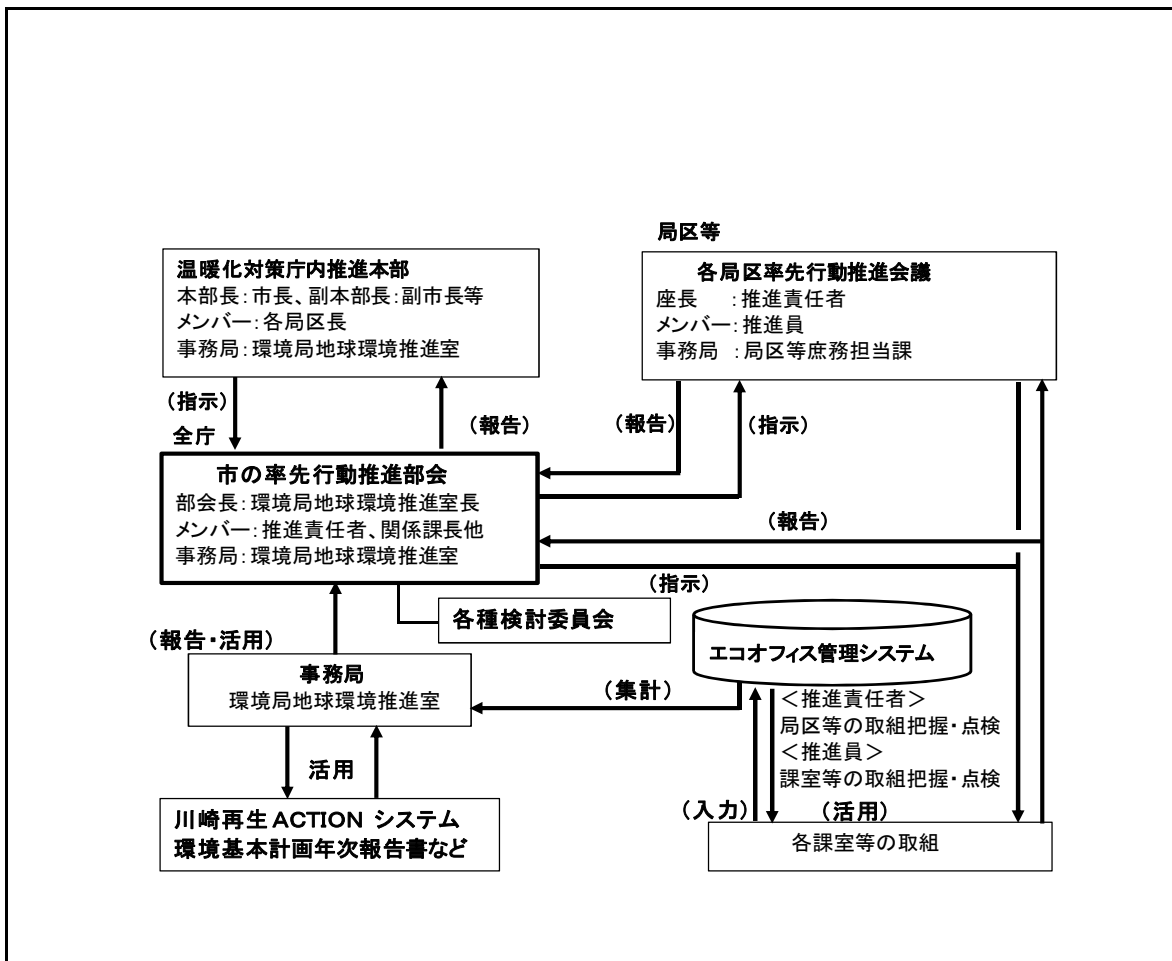 局区等
温暖化対策庁内推進本部
本部長：市長、副本部長：副市長等
メンバー：各局区長
事務局：環境局地球環境推進室
各局区率先行動推進会議
座長　　：推進責任者
メンバー：推進員
事務局　：局区等庶務担当課
（指示）
全庁
（報告）
（報告）
（指示）
市の率先行動推進部会
部会長：環境局地球環境推進室長
メンバー：推進責任者、関係課長他
事務局：環境局地球環境推進室
（報告）
（指示）
各種検討委員会
エコオフィス管理システム
（報告・活用）
事務局
環境局地球環境推進室
（集計）
＜推進責任者＞
局区等の取組把握・点検
＜推進員＞
課室等の取組把握・点検
活用
（入力）
（活用）
川崎再生ACTION システム
環境基本計画年次報告書など
各課室等の取組